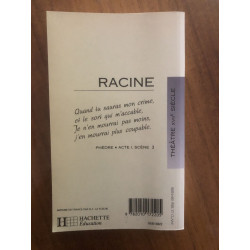 RACINE
Quand tu sauras mon crime,
et le sort qui m'accable,
Je n'en mourrai pas moins,
j'en mourrai plus coupable.
PHÈDRE • ACTE I, SCÈNE 3
THÉÂTRE XVIIe SIÈCLE
HACHETTE
Education